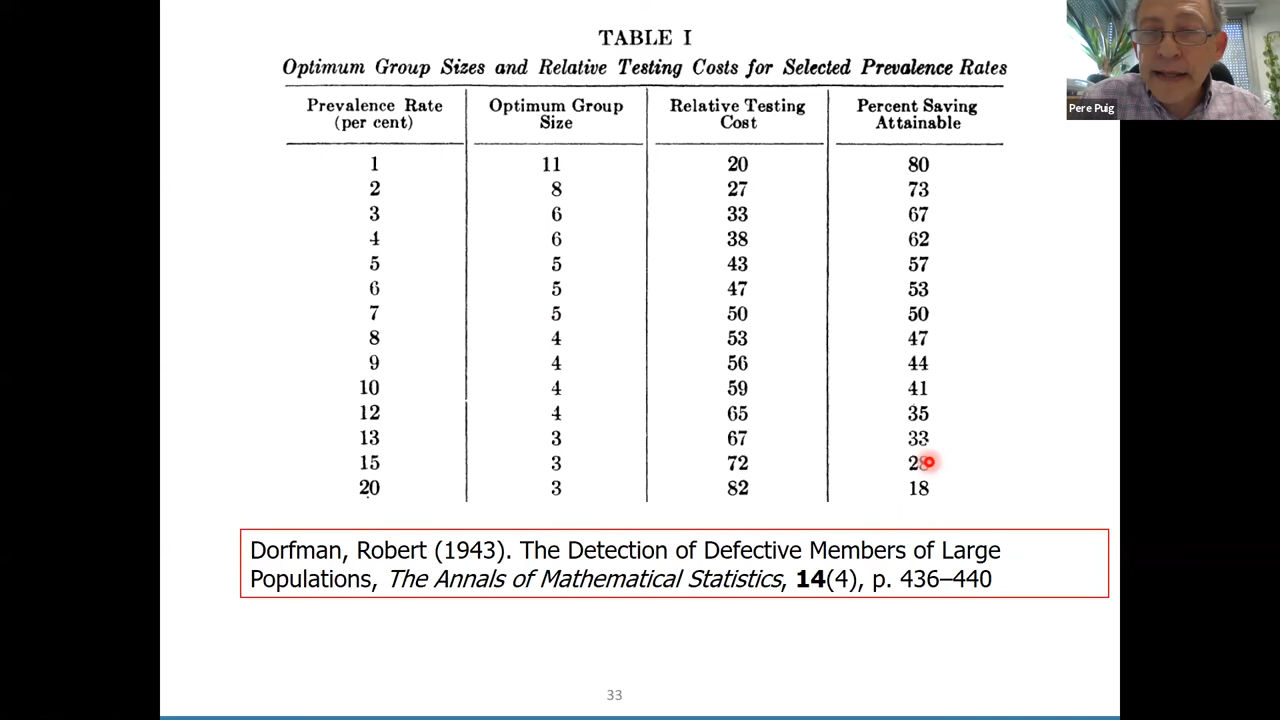 TABLE I
Optimum Group Sizes and Relative Testing Costs for Selected Prevalence Rates
Prevalence Rate (per cent) Optimum Group Size Relative Testing Cost Percent Saving Attainable
1 11 20 80
2 8 27 73
3 6 33 67
4 6 38 62
5 5 43 57
6 5 47 53
7 5 50 50
8 4 53 47
9 4 56 44
10 4 59 41
12 4 65 35
13 3 67 33
15 3 72 28
20 3 82 18
Dorfman, Robert (1943). The Detection of Defective Members of Large
Populations, The Annals of Mathematical Statistics, 14(4), p. 436–440
33
Pere Puig